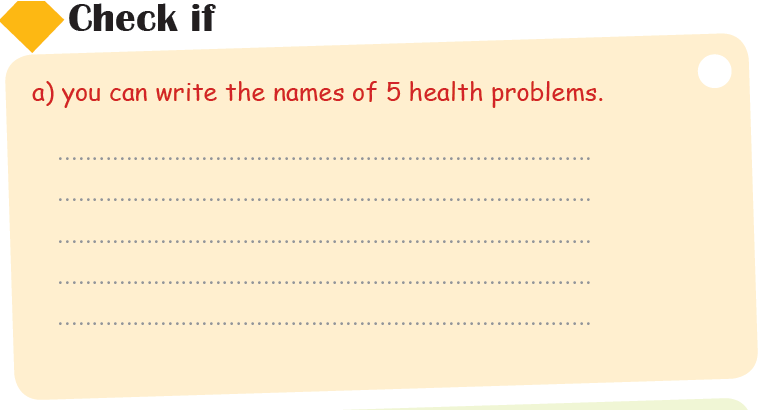 Check if
a) you can write the names of 5 health problems.